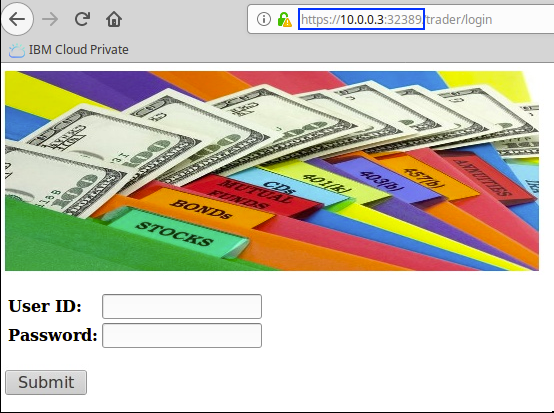 https://10.0.0.3:32389/trader/login
IBM Cloud Private
STOCKS
BONDs
MUTUAL
FUNDS
CDs
401(k)
403(b)
457(b)
ANNUITIES
User ID:
Password:
Submit